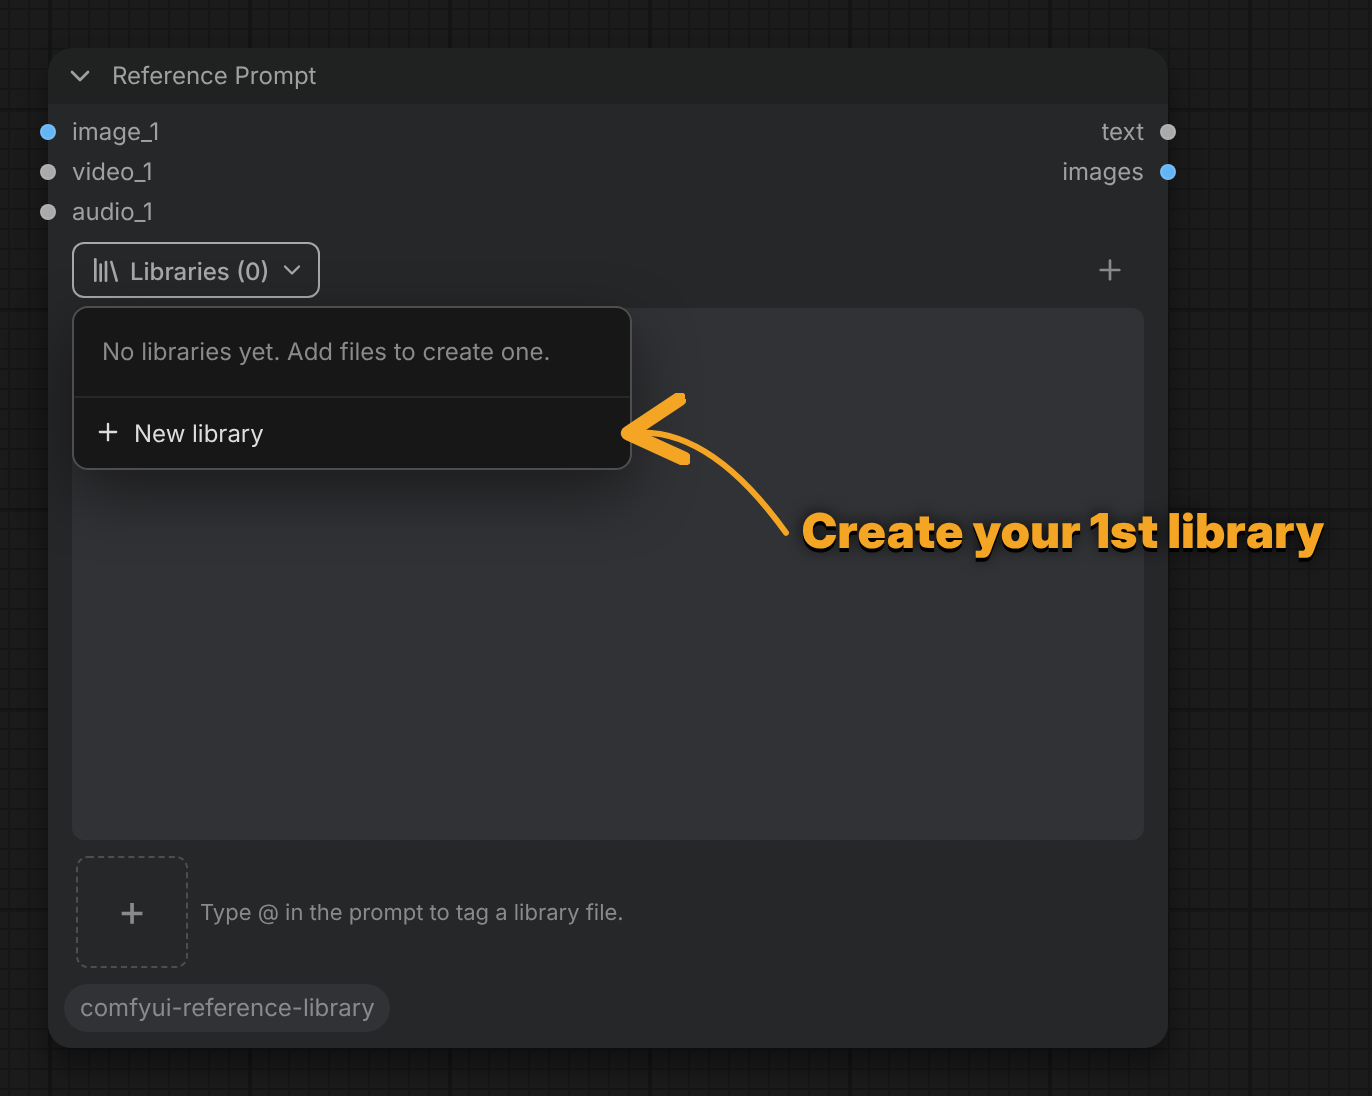 Reference Prompt
image_1
text
video_1
images
audio_1
Libraries (0)
No libraries yet. Add files to create one.
+ New library
Create your 1st library
Type @ in the prompt to tag a library file.
comfyui-reference-library